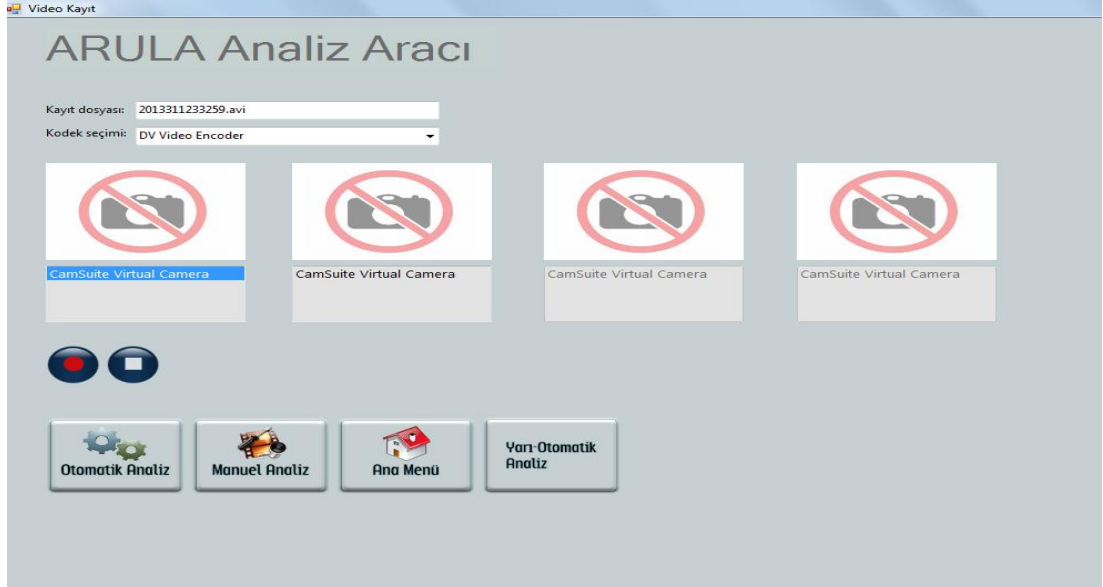 Video Kayıt
ARULA Analiz Aracı
Kayıt dosyası: 2013311233259.avi
Kodek seçimi: DV Video Encoder
CamSuite Virtual Camera CamSuite Virtual Camera CamSuite Virtual Camera CamSuite Virtual Camera
Otomatik Analiz
Manuel Analiz
Ana Menü
Yarı-Otomatik
Analiz